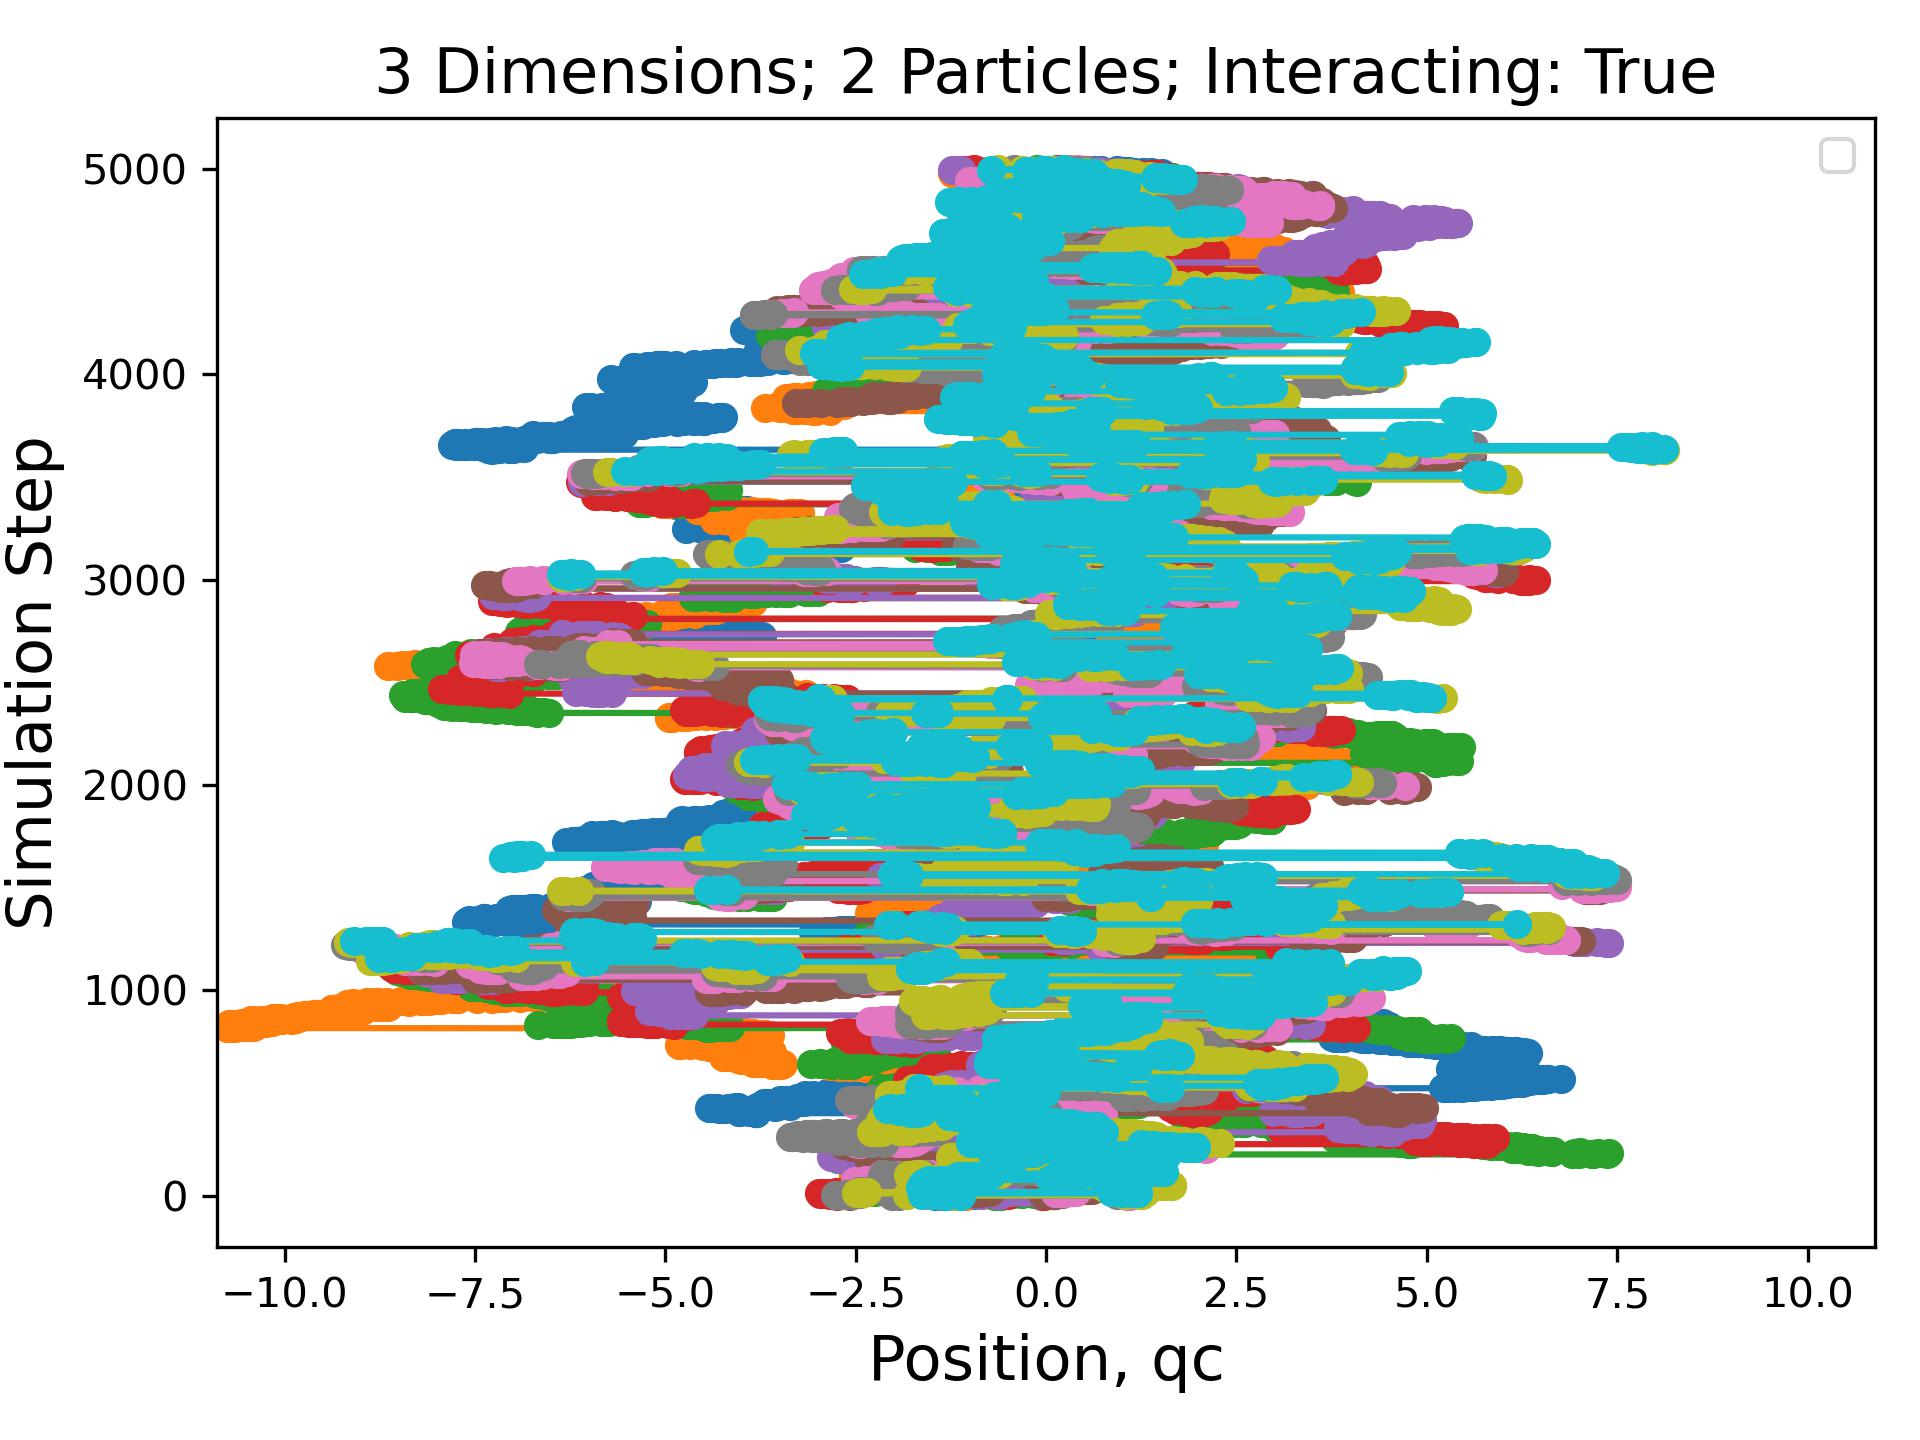 3 Dimensions; 2 Particles; Interacting: True
Simulation Step
5000
4000
3000
2000
1000
0
−10.0 −7.5 −5.0 −2.5 0.0 2.5 5.0 7.5 10.0
Position, qc